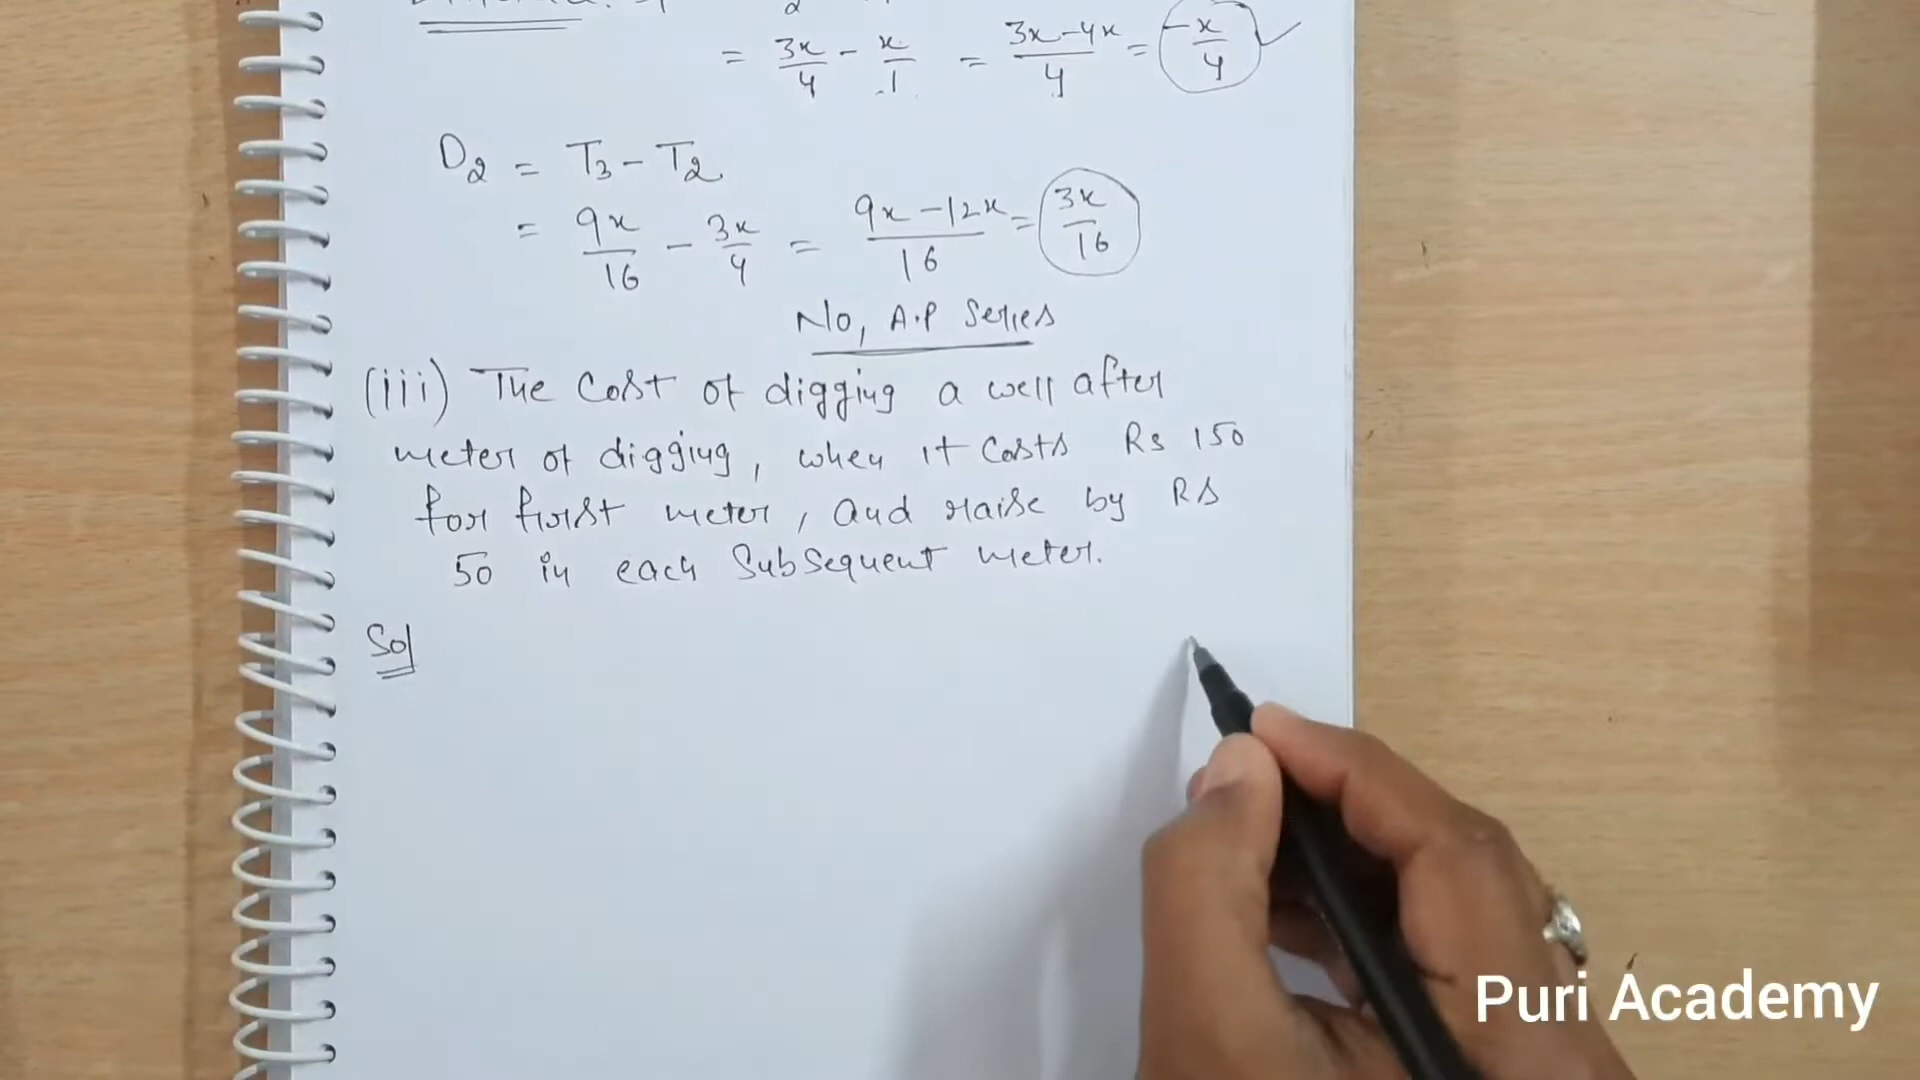 = 3x/4 - x/1 = 3x-4x/4 = -x/4
D2 = T3 - T2
= 9x/16 - 3x/4 = 9x-12x/16 = 3x/16
No, A.P Series
(iii) The Cost of digging a well after
meter of digging, when it Costs Rs 150
for first meter, and raise by Rs
50 in each Subsequent meter.
Sol
Puri Academy